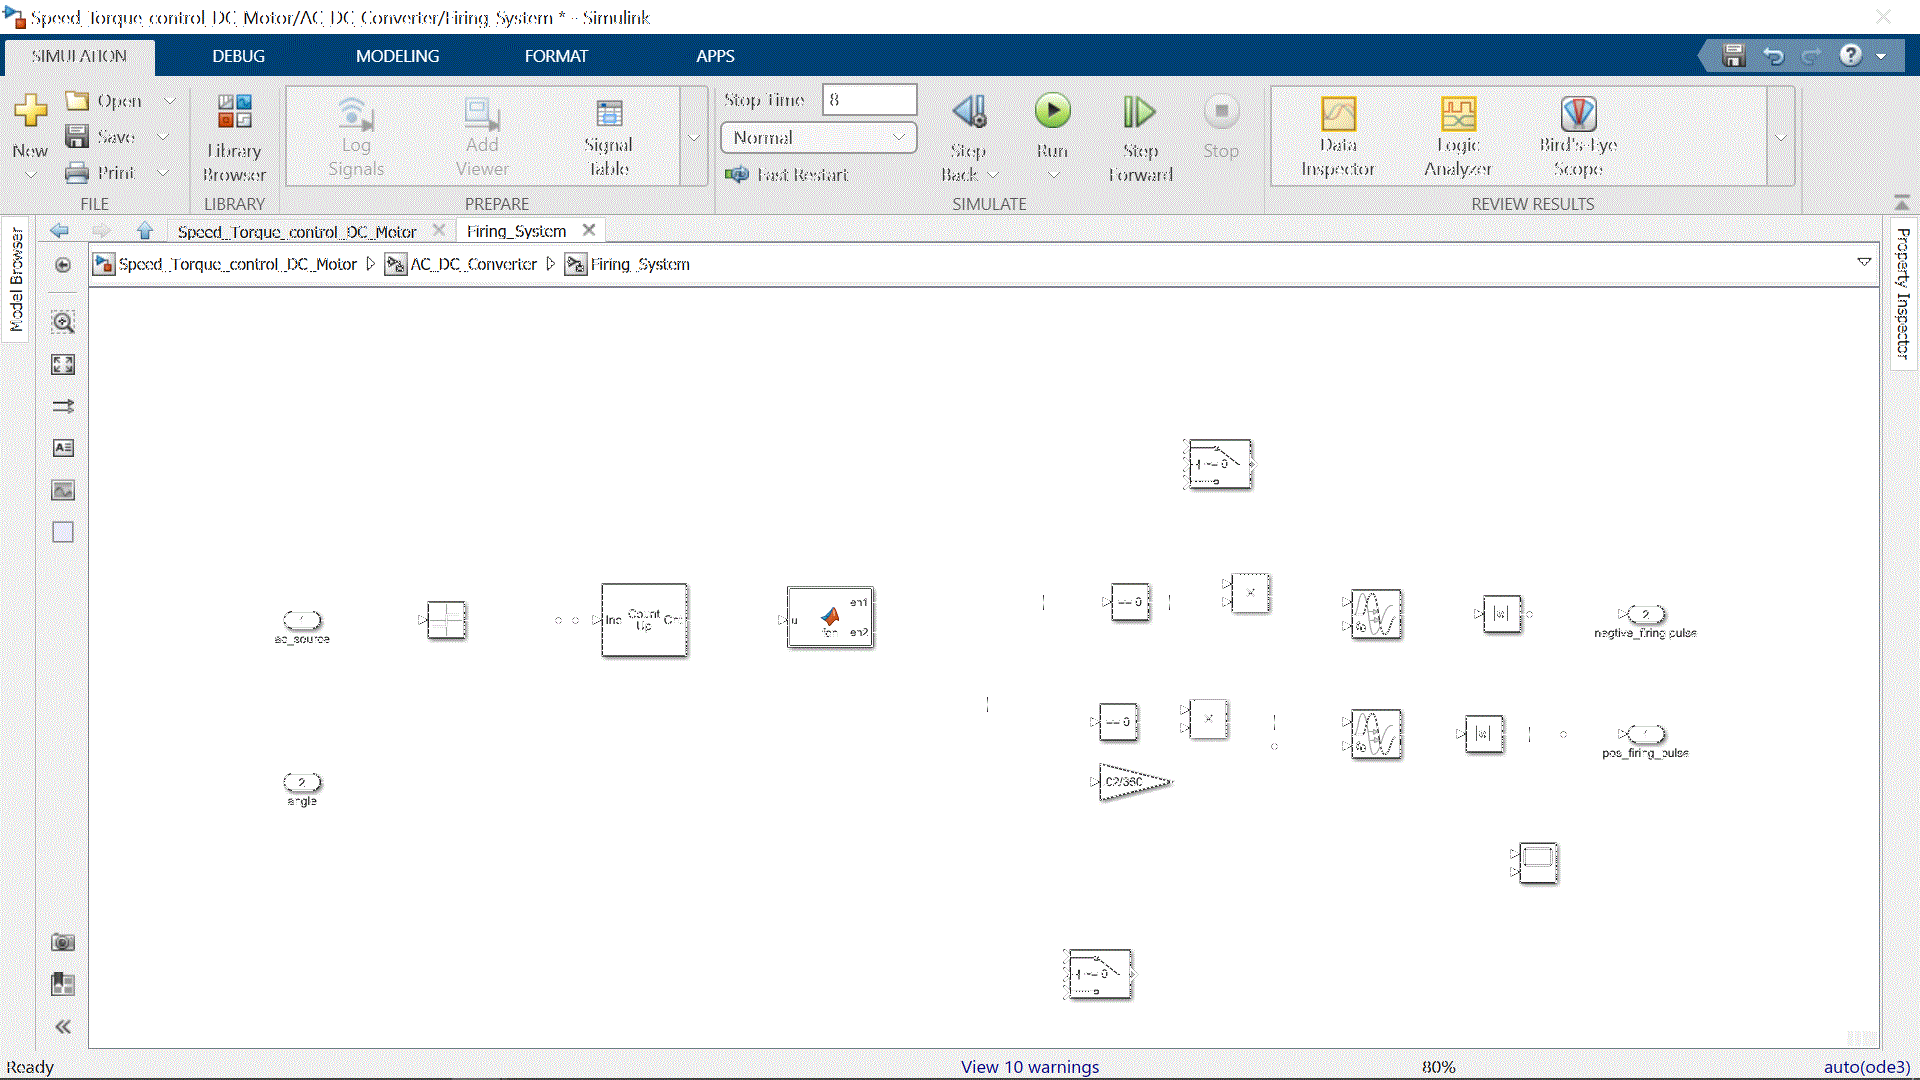 Speed_Torque_control_DC_Motor/AC_DC_Converter/Firing_System * - Simulink
SIMULATION DEBUG MODELING FORMAT APPS
New
Open
Save
Print
FILE
Library
Browser
LIBRARY
Log
Signals
Add
Viewer
Signal
Table
PREPARE
Stop Time 8
Normal
Fast Restart
Step
Back
Run
Step
Forward
Stop
SIMULATE
Data
Inspector
Logic
Analyzer
Bird's-Eye
Scope
REVIEW RESULTS
Model Browser
Property Inspector
Speed_Torque_control_DC_Motor Firing_System
Speed_Torque_control_DC_Motor AC_DC_Converter Firing_System
~= 0
1
ac_source
Inc Count Up Cnt
u fcn en1 en2
== 0
×
|u|
2
negtive_firing pulse
== 0
×
|u|
1
pos_firing_pulse
2
angle
~= 0
Ready
View 10 warnings
80%
auto(ode3)